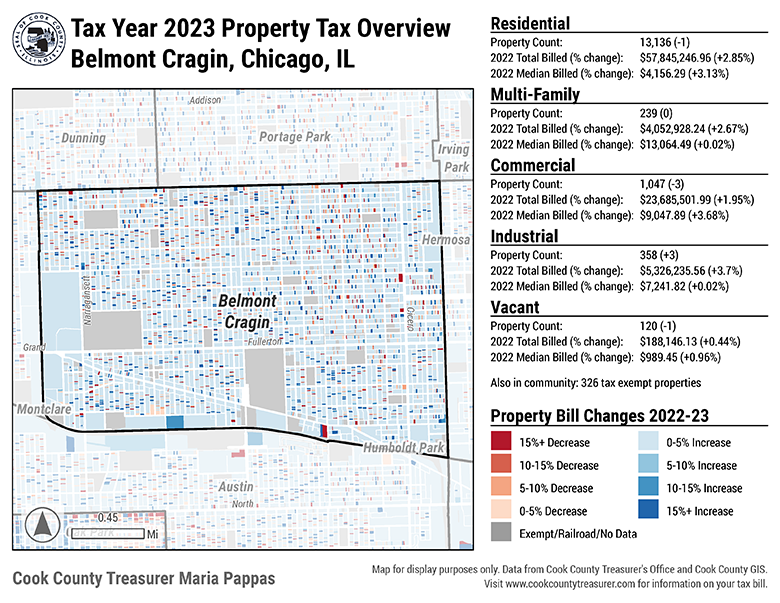 Tax Year 2023 Property Tax Overview
Belmont Cragin, Chicago, IL
SEAL OF COOK COUNTY
ILLINOIS
Addison
Dunning
Portage Park
Irving
Park
Hermosa
Narragansett
Belmont
Cragin
Cicero
Fullerton
Grand
Montclare
Humboldt Park
Austin
North
0.45
Mi
Oak Park
Residential
Property Count: 13,136 (-1)
2022 Total Billed (% change): $57,845,246.96 (+2.85%)
2022 Median Billed (% change): $4,156.29 (+3.13%)
Multi-Family
Property Count: 239 (0)
2022 Total Billed (% change): $4,052,928.24 (+2.67%)
2022 Median Billed (% change): $13,064.49 (+0.02%)
Commercial
Property Count: 1,047 (-3)
2022 Total Billed (% change): $23,685,501.99 (+1.95%)
2022 Median Billed (% change): $9,047.89 (+3.68%)
Industrial
Property Count: 358 (+3)
2022 Total Billed (% change): $5,326,235.56 (+3.7%)
2022 Median Billed (% change): $7,241.82 (+0.02%)
Vacant
Property Count: 120 (-1)
2022 Total Billed (% change): $188,146.13 (+0.44%)
2022 Median Billed (% change): $989.45 (+0.96%)
Also in community: 326 tax exempt properties
Property Bill Changes 2022-23
15%+ Decrease
0-5% Increase
10-15% Decrease
5-10% Increase
5-10% Decrease
10-15% Increase
0-5% Decrease
15%+ Increase
Exempt/Railroad/No Data
Cook County Treasurer Maria Pappas
Map for display purposes only. Data from Cook County Treasurer's Office and Cook County GIS.
Visit www.cookcountytreasurer.com for information on your tax bill.